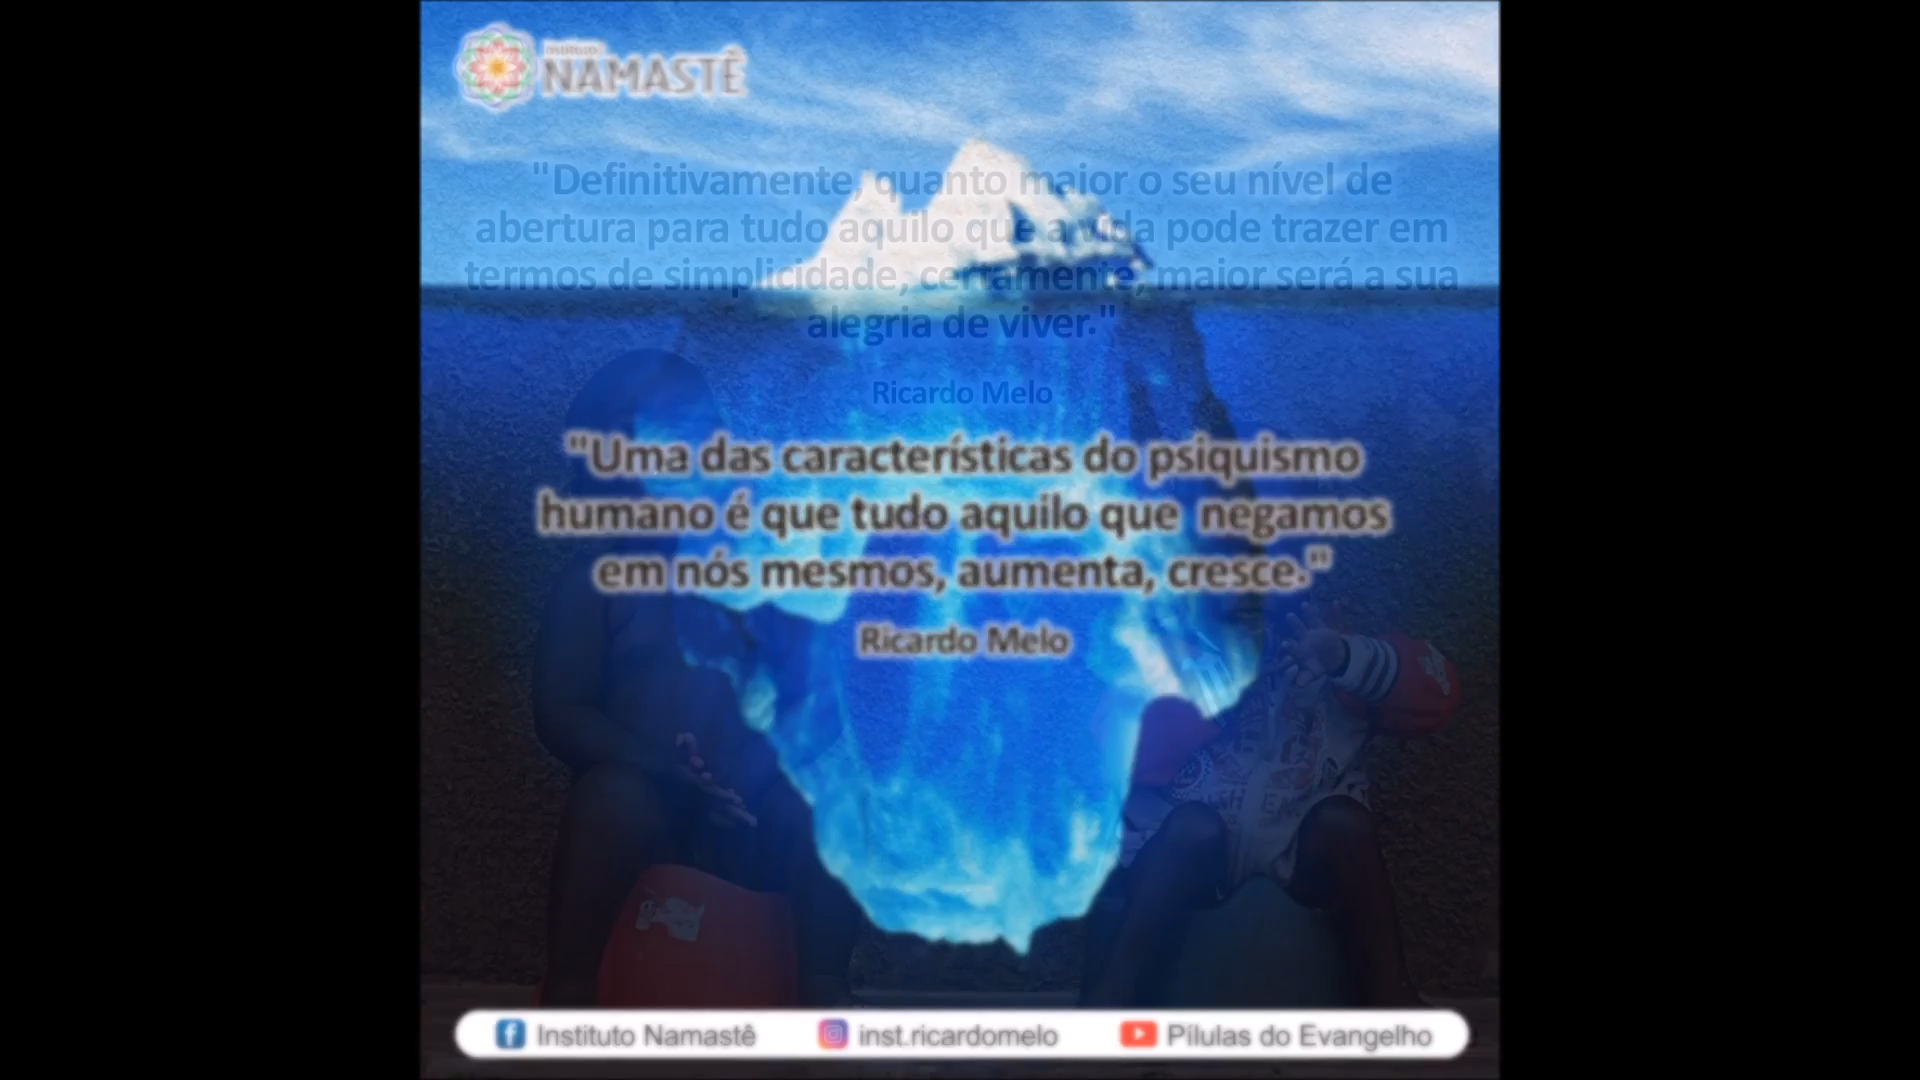 Instituto
NAMASTÊ
"Definitivamente, quanto maior o seu nível de
abertura para tudo aquilo que a vida pode trazer em
termos de simplicidade, certamente, maior será a sua
alegria de viver."
Ricardo Melo
"Uma das características do psiquismo
humano é que tudo aquilo que negamos
em nós mesmos, aumenta, cresce."
Ricardo Melo
Instituto Namastê inst.ricardomelo Pílulas do Evangelho